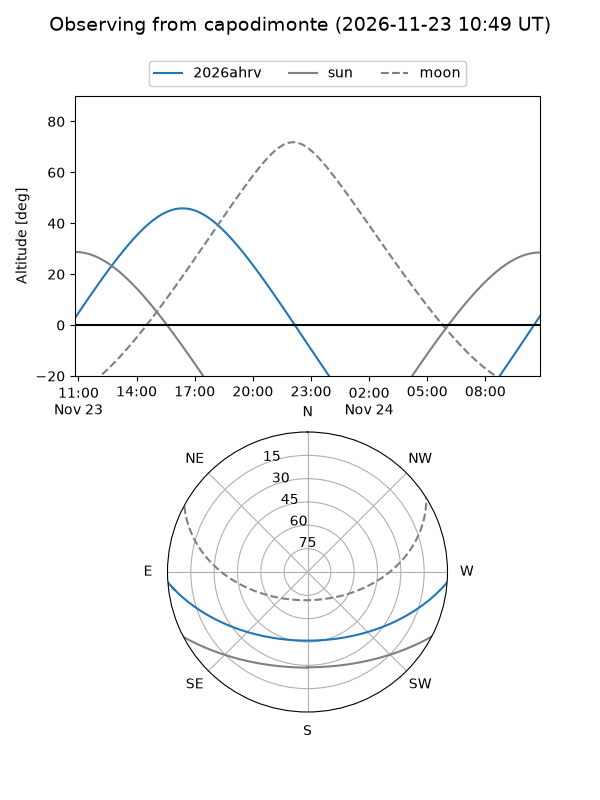 Observing from capodimonte (2026-11-23 10:49 UT)
2026ahrv sun moon
Altitude [deg]
80
60
40
20
0
−20
11:00 14:00 17:00 20:00 23:00 02:00 05:00 08:00
Nov 23 Nov 24
N
NE NW
15
30
45
60
75
E W
SE SW
S